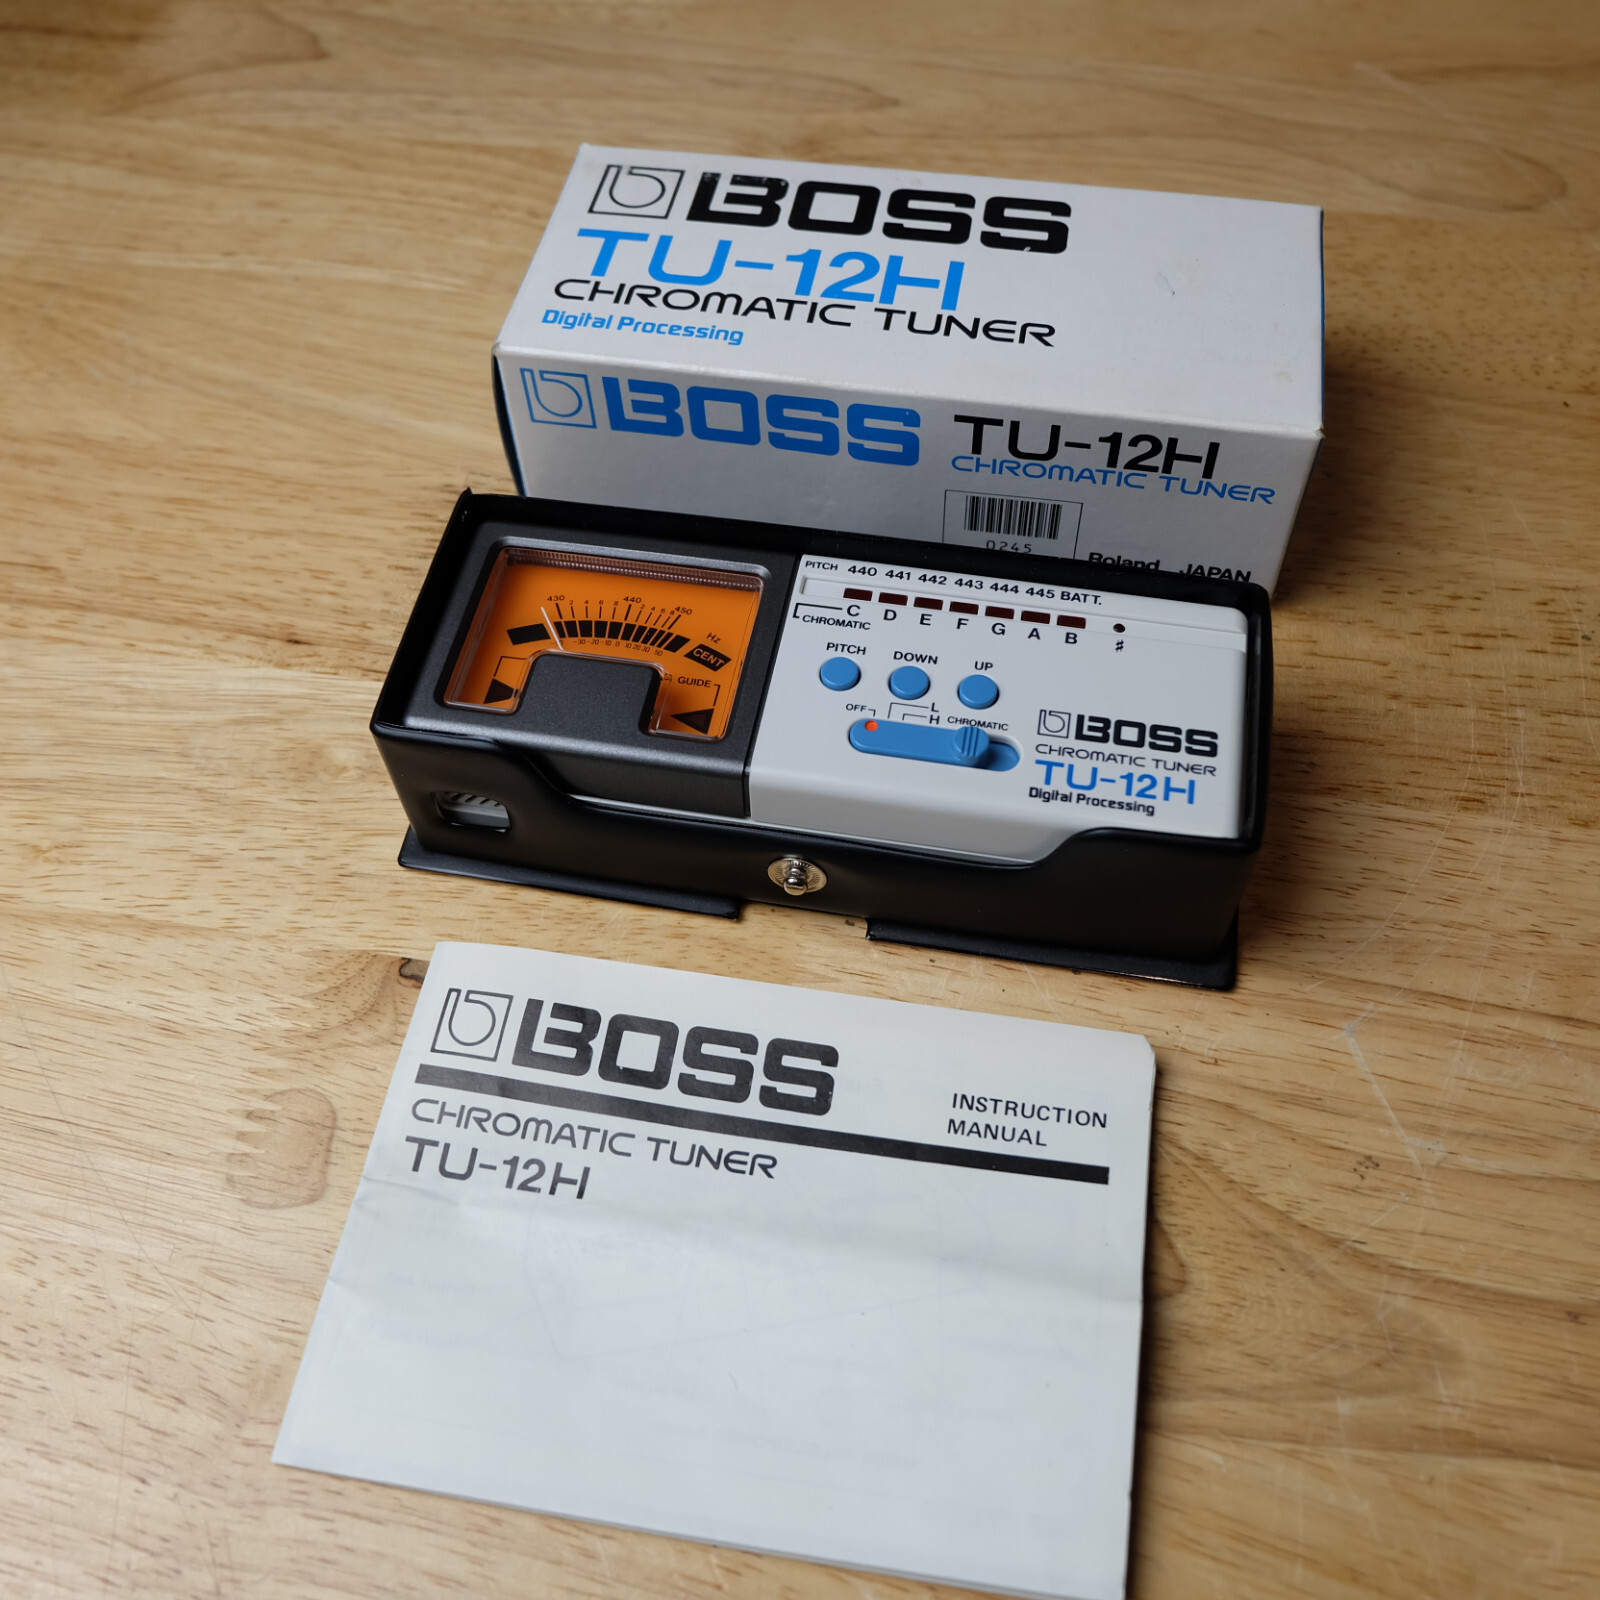 BOSS
TU-12H
CHROMATIC TUNER
Digital Processing
BOSS TU-12H
CHROMATIC TUNER
0245
Roland JAPAN
430 440 450
Hz
CENT
GUIDE
PITCH 440 441 442 443 444 445 BATT.
C D E F G A B ♯
CHROMATIC
PITCH DOWN UP
OFF L
H CHROMATIC
BOSS
CHROMATIC TUNER
TU-12H
Digital Processing
BOSS
INSTRUCTION
MANUAL
CHROMATIC TUNER
TU-12H